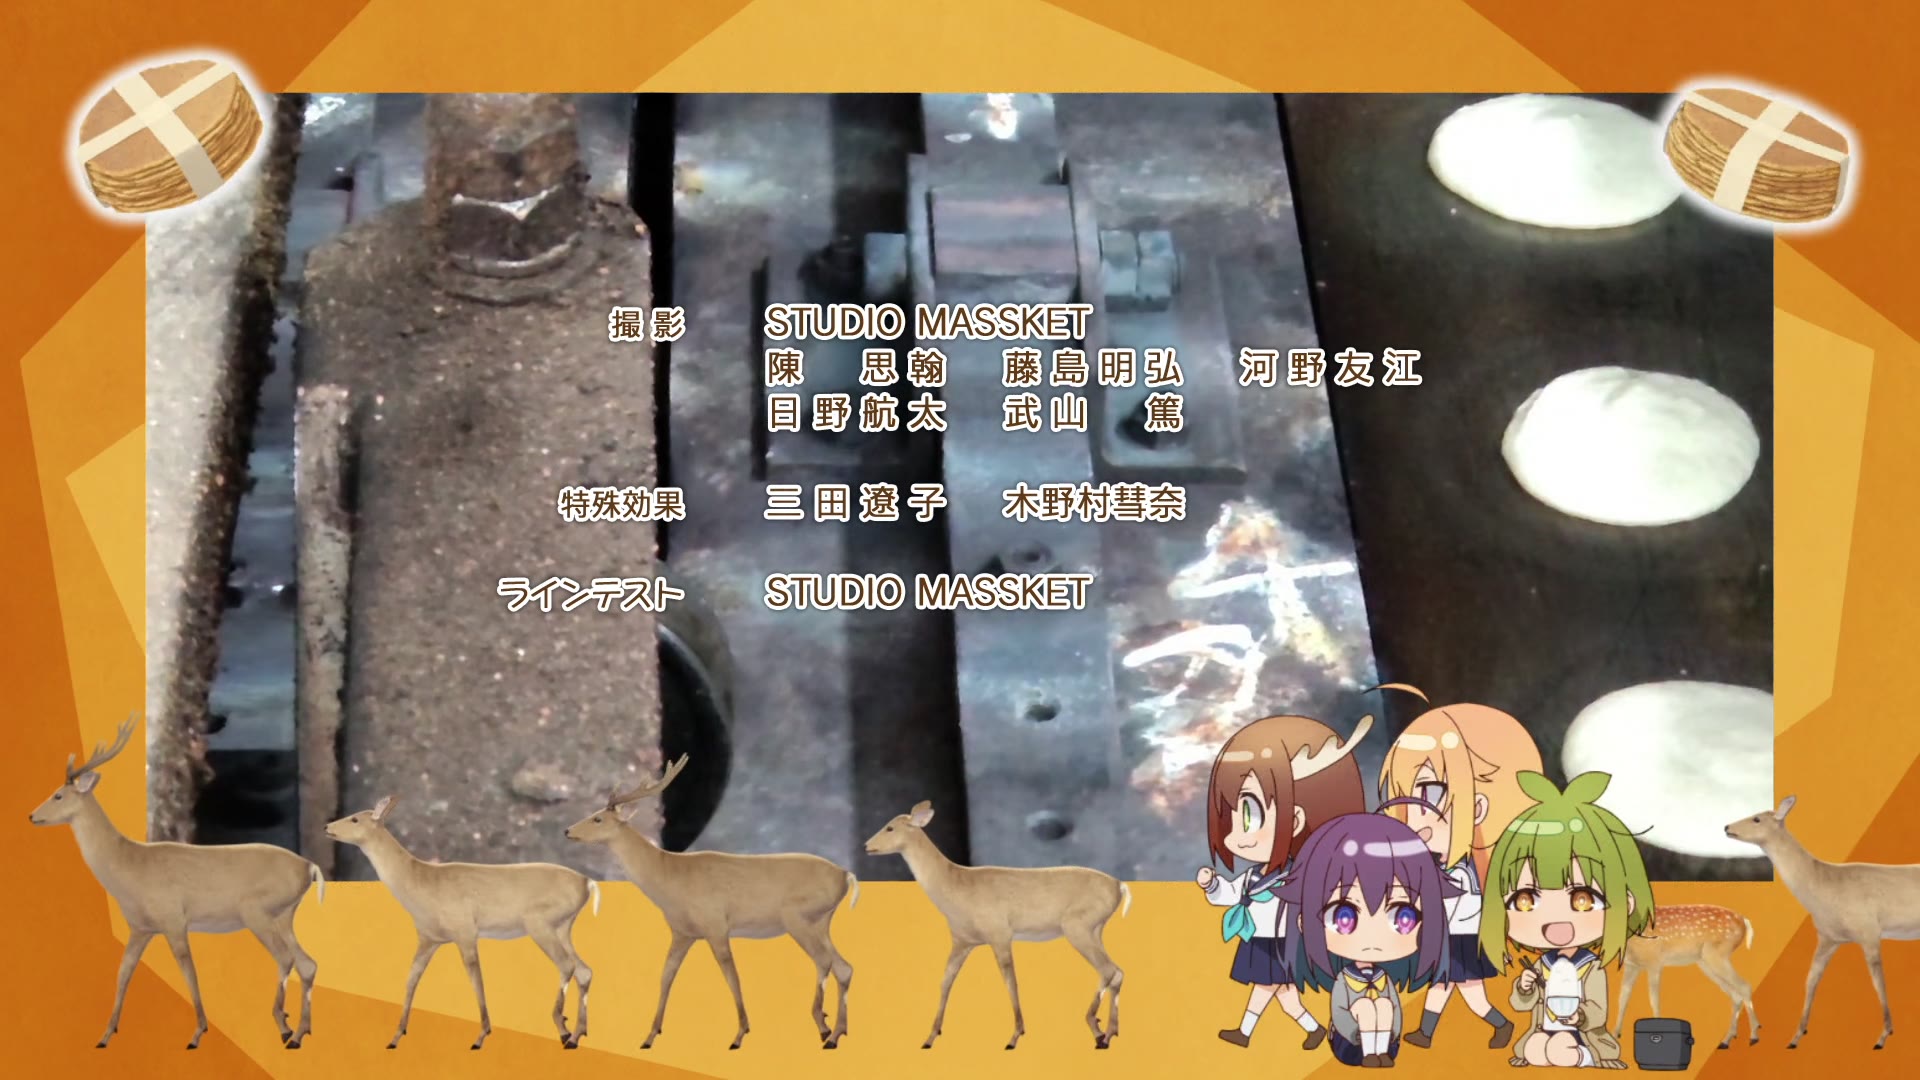 撮影 STUDIO MASSKET
陳 思翰 藤島明弘 河野友江
日野航太 武山 篤
特殊効果 三田遼子 木野村彗奈
ラインテスト STUDIO MASSKET